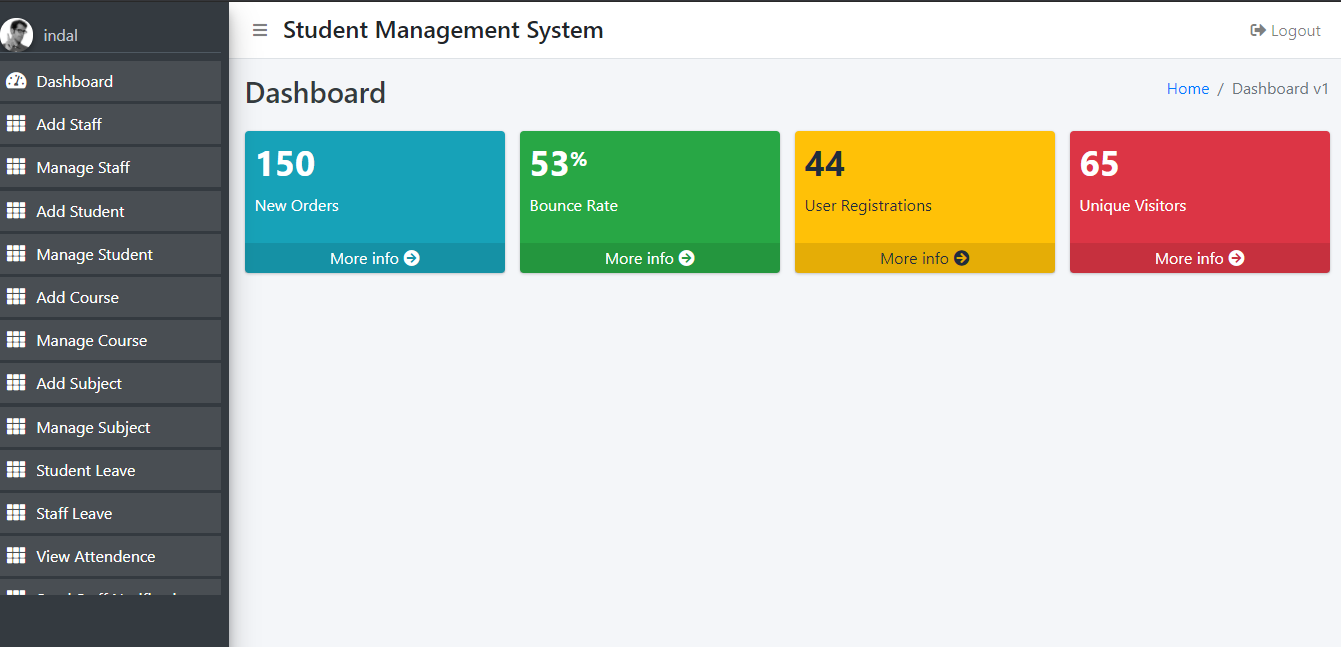 indal
Dashboard
Add Staff
Manage Staff
Add Student
Manage Student
Add Course
Manage Course
Add Subject
Manage Subject
Student Leave
Staff Leave
View Attendence
Student Management System
Logout
Dashboard
Home / Dashboard v1
150
New Orders
More info
53%
Bounce Rate
More info
44
User Registrations
More info
65
Unique Visitors
More info